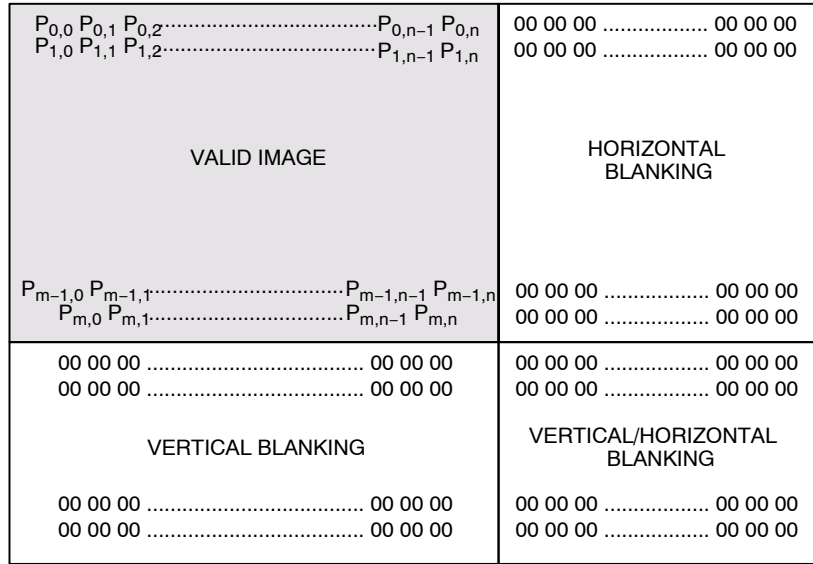 P0,0 P0,1 P0,2......................................P0,n−1 P0,n
P1,0 P1,1 P1,2......................................P1,n−1 P1,n
VALID IMAGE
Pm−1,0 Pm−1,1..................................Pm−1,n−1 Pm−1,n
Pm,0 Pm,1..................................Pm,n−1 Pm,n
00 00 00 .................. 00 00 00
00 00 00 .................. 00 00 00
HORIZONTAL
BLANKING
00 00 00 .................. 00 00 00
00 00 00 .................. 00 00 00
00 00 00 ..................................... 00 00 00
00 00 00 ..................................... 00 00 00
VERTICAL BLANKING
00 00 00 ..................................... 00 00 00
00 00 00 ..................................... 00 00 00
00 00 00 .................. 00 00 00
00 00 00 .................. 00 00 00
VERTICAL/HORIZONTAL
BLANKING
00 00 00 .................. 00 00 00
00 00 00 .................. 00 00 00